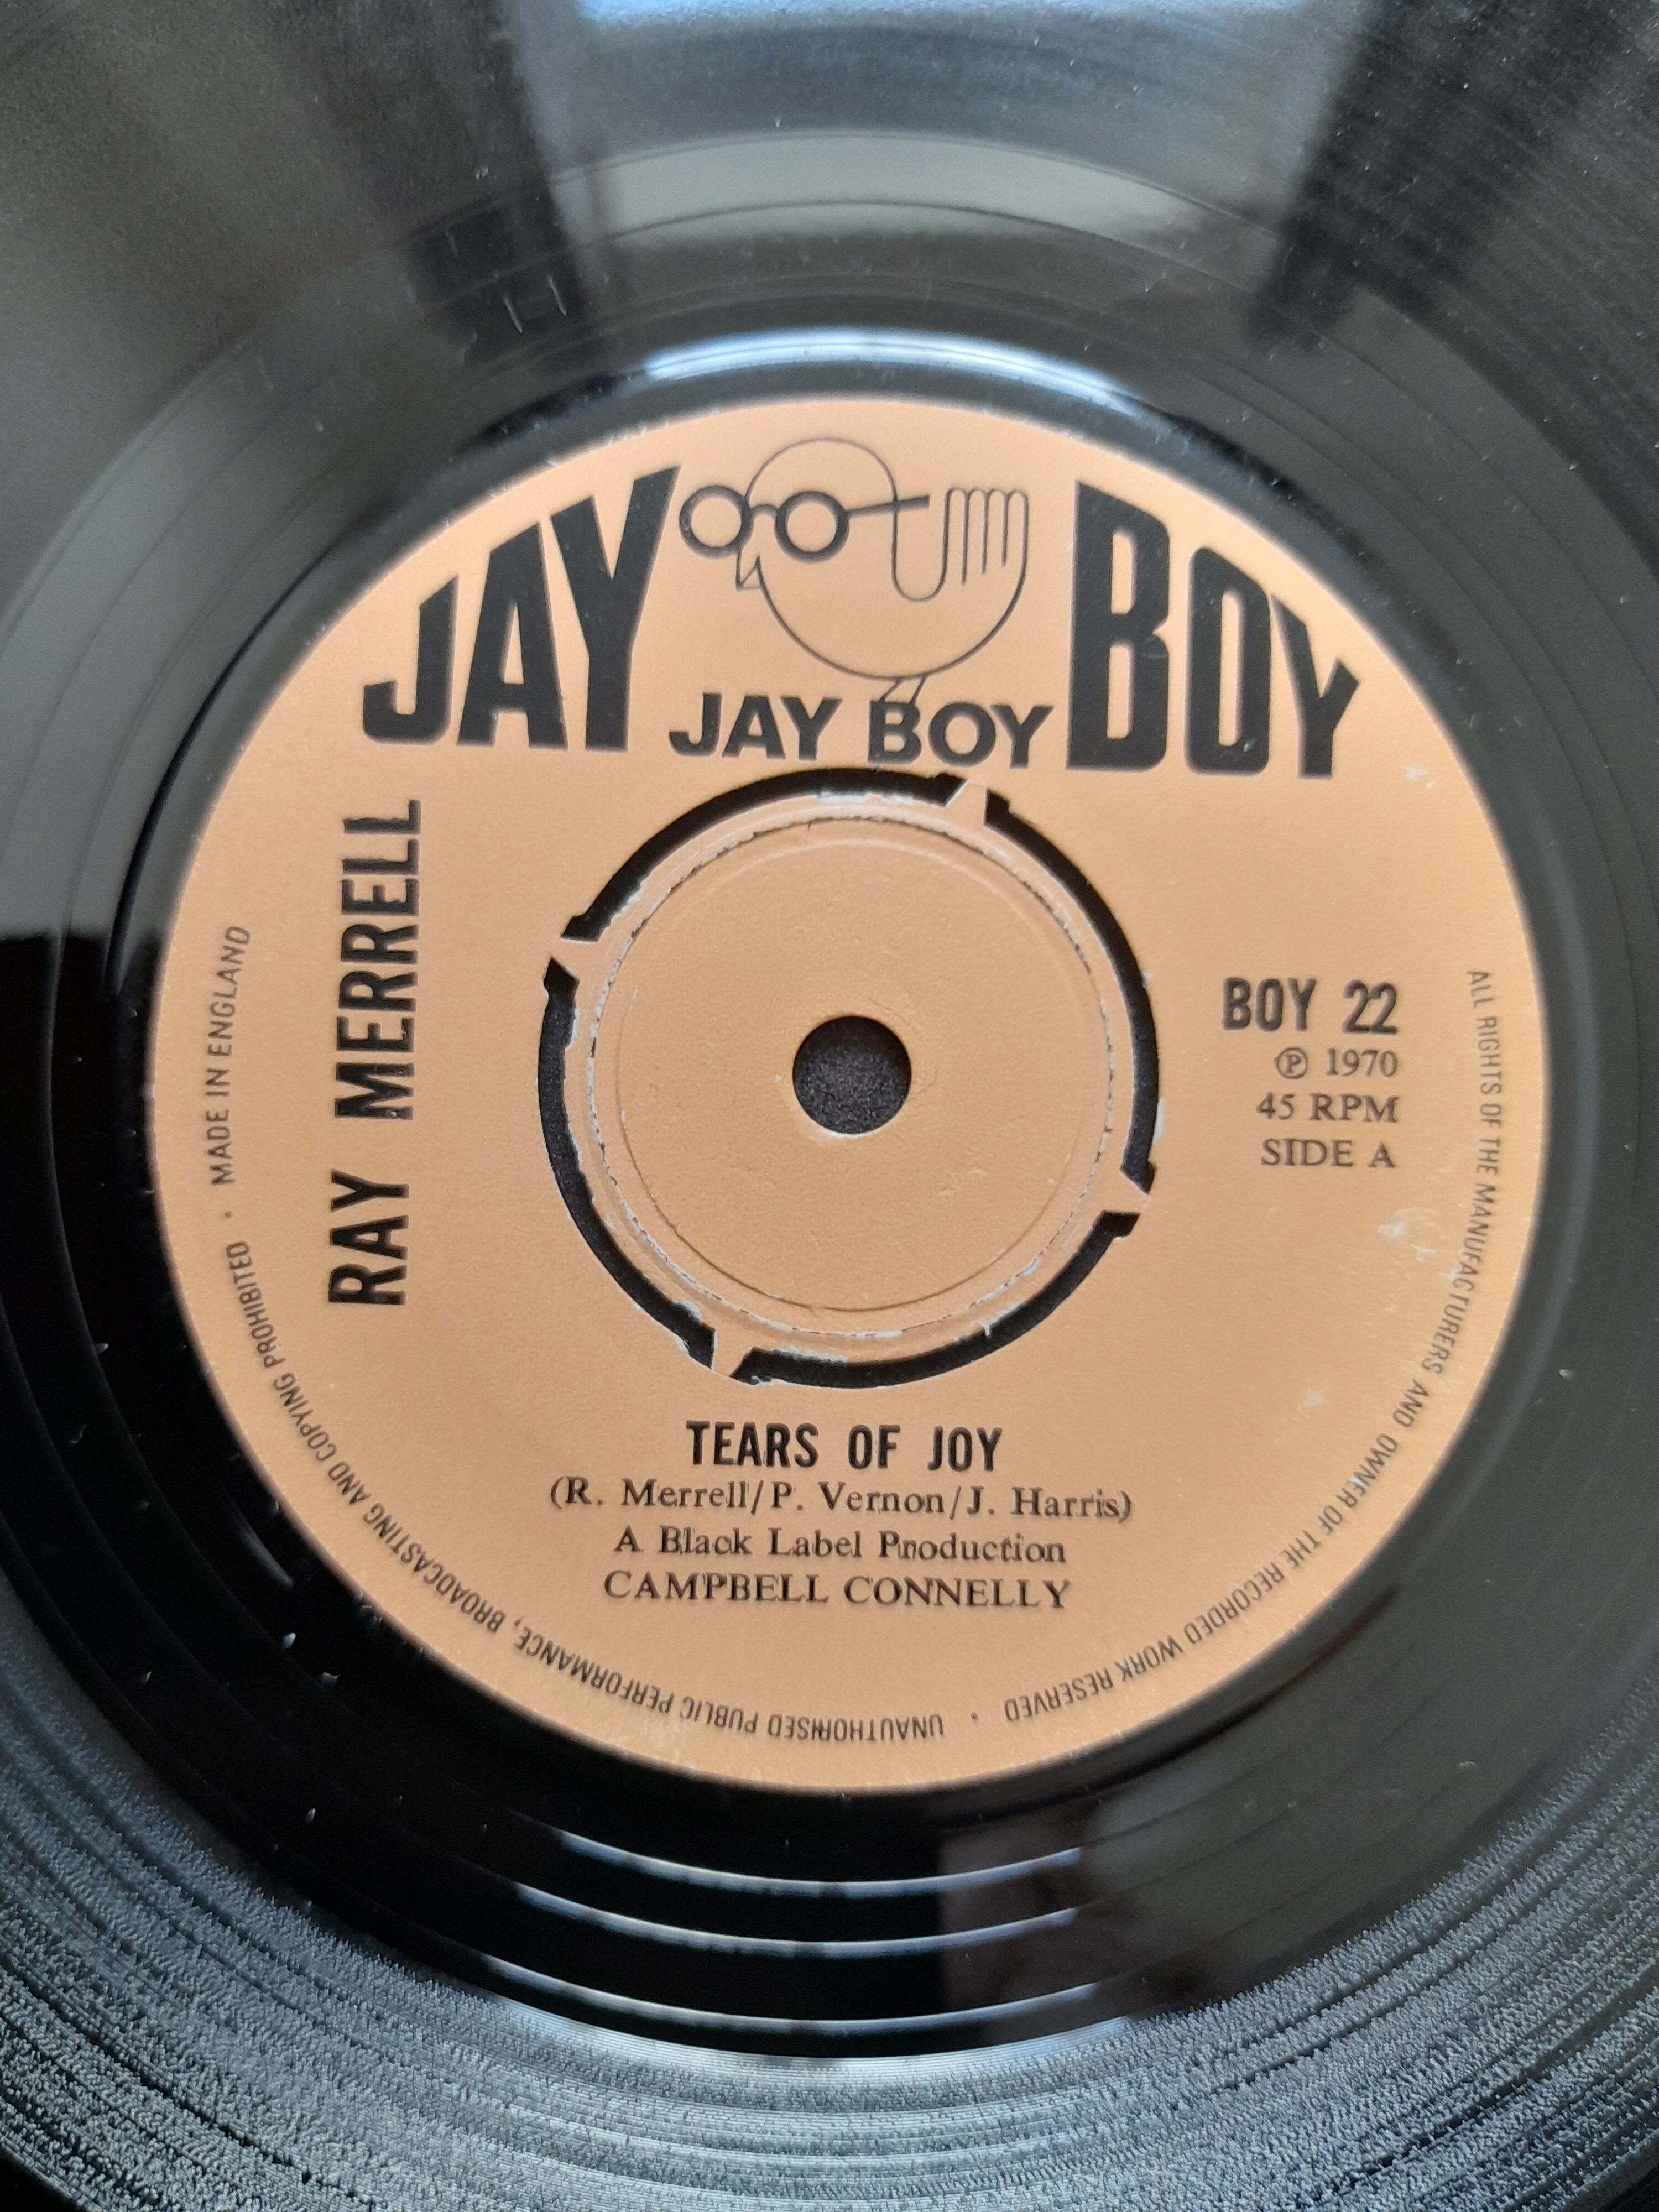 JAY BOY
JAY BOY
RAY MERRELL
BOY 22
Ⓟ 1970
45 RPM
SIDE A
TEARS OF JOY
(R. Merrell/P. Vernon/J. Harris)
A Black Label Production
CAMPBELL CONNELLY
ALL RIGHTS OF THE MANUFACTURERS AND OWNER OF THE RECORDED WORK RESERVED • UNAUTHORISED PUBLIC PERFORMANCE, BROADCASTING AND COPYING PROHIBITED • MADE IN ENGLAND